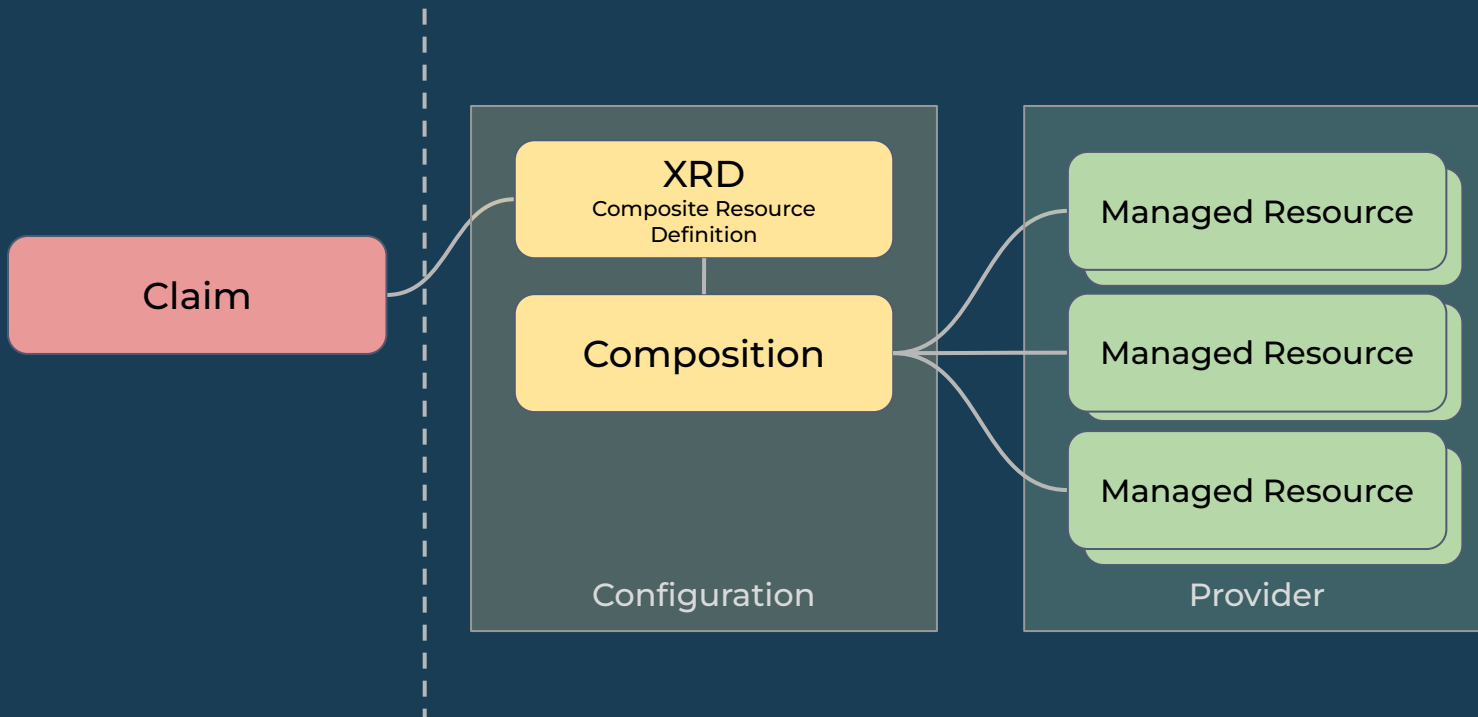 Claim
XRD
Composite Resource
Definition
Composition
Configuration
Managed Resource
Managed Resource
Managed Resource
Provider